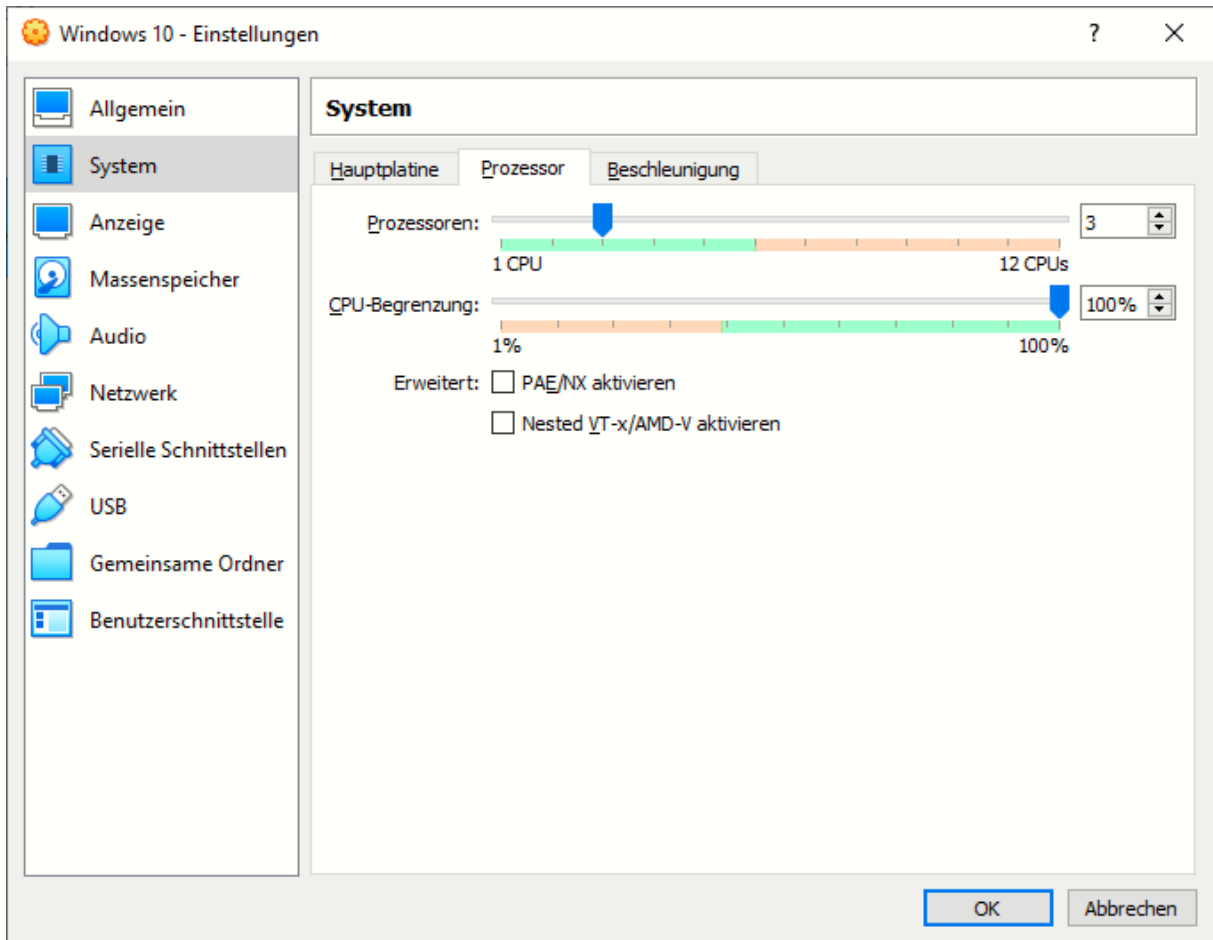 Windows 10 - Einstellungen
?
Allgemein
System
Anzeige
Massenspeicher
Audio
Netzwerk
Serielle Schnittstellen
USB
Gemeinsame Ordner
Benutzerschnittstelle
System
Hauptplatine Prozessor Beschleunigung
Prozessoren: 3
1 CPU 12 CPUs
CPU-Begrenzung: 100%
1% 100%
Erweitert: PAE/NX aktivieren
Nested VT-x/AMD-V aktivieren
OK Abbrechen